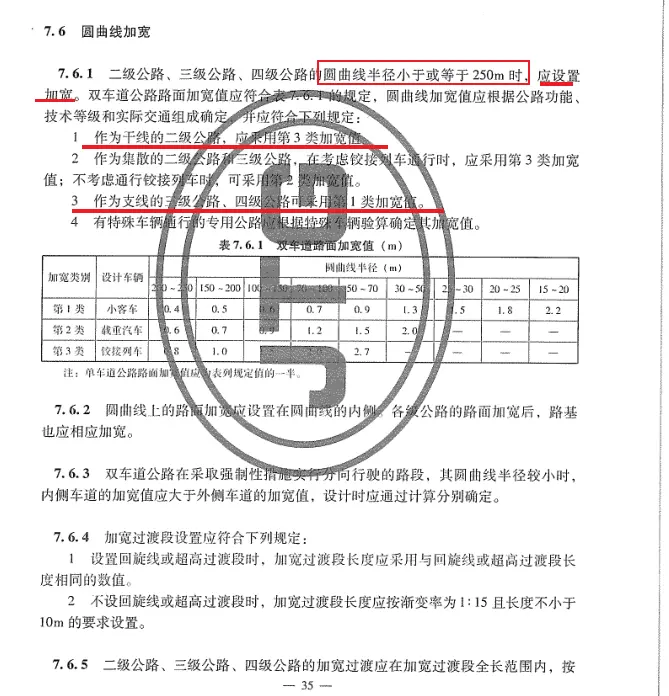 7.6 圆曲线加宽
7.6.1 二级公路、三级公路、四级公路的圆曲线半径小于或等于 250m 时，应设置
加宽。双车道公路路面加宽值应符合表 7.6.1 的规定，圆曲线加宽值应根据公路功能、
技术等级和实际交通组成确定，并应符合下列规定：
1 作为干线的二级公路，应采用第 3 类加宽值。
2 作为集散的二级公路和三级公路，在考虑铰接列车通行时，应采用第 3 类加宽
值；不考虑通行铰接列车时，可采用第 2 类加宽值。
3 作为支线的三级公路、四级公路可采用第 1 类加宽值。
4 有特殊车辆通行的专用公路应根据特殊车辆验算确定其加宽值。
表 7.6.1 双车道路面加宽值（m）
加宽类别 设计车辆 圆曲线半径（m）
200~250 150~200 100~150 70~100 50~70 30~50 25~30 20~25 15~20
第 1 类 小客车 0.4 0.5 0.6 0.7 0.9 1.3 1.5 1.8 2.2
第 2 类 载重汽车 0.6 0.7 0.9 1.2 1.5 2.0 — — —
第 3 类 铰接列车 0.8 1.0 2.7 — — — —
注：单车道公路路面加宽值应为表列规定值的一半。
7.6.2 圆曲线上的路面加宽应设置在圆曲线的内侧。各级公路的路面加宽后，路基
也应相应加宽。
7.6.3 双车道公路在采取强制性措施实行分向行驶的路段，其圆曲线半径较小时，
内侧车道的加宽值应大于外侧车道的加宽值，设计时应通过计算分别确定。
7.6.4 加宽过渡段设置应符合下列规定：
1 设置回旋线或超高过渡段时，加宽过渡段长度应采用与回旋线或超高过渡段长
度相同的数值。
2 不设回旋线或超高过渡段时，加宽过渡段长度应按渐变率为 1:15 且长度不小于
10m 的要求设置。
7.6.5 二级公路、三级公路、四级公路的加宽过渡应在加宽过渡段全长范围内，按
— 35 —
JTG